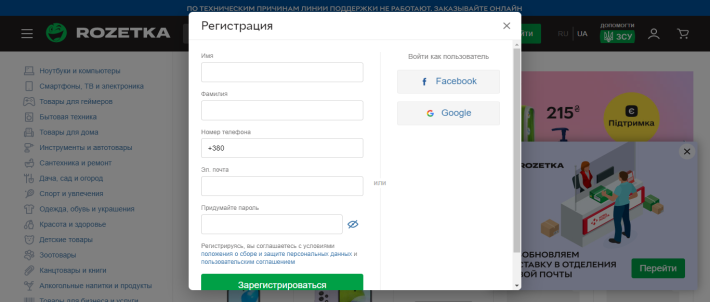 ПО ТЕХНИЧЕСКИМ ПРИЧИНАМ ЛИНИИ ПОДДЕРЖКИ НЕ РАБОТАЮТ. ЗАКАЗЫВАЙТЕ ОНЛАЙН
ROZETKA
RU | UA
ДОПОМОГТИ
ЗСУ
Регистрация
Имя
Фамилия
Номер телефона
+380
Эл. почта
Придумайте пароль
Регистрируясь, вы соглашаетесь с условиями
положения о сборе и защите персональных данных и
пользовательским соглашением
Зарегистрироваться
или
Войти как пользователь
Facebook
Google
Ноутбуки и компьютеры
Смартфоны, ТВ и электроника
Товары для геймеров
Бытовая техника
Товары для дома
Инструменты и автотовары
Сантехника и ремонт
Дача, сад и огород
Спорт и увлечения
Одежда, обувь и украшения
Красота и здоровье
Детские товары
Зоотовары
Канцтовары и книги
Алкогольные напитки и продукты
Товары для бизнеса и услуги
215₴
Підтримка
ROZETKA
Перейти